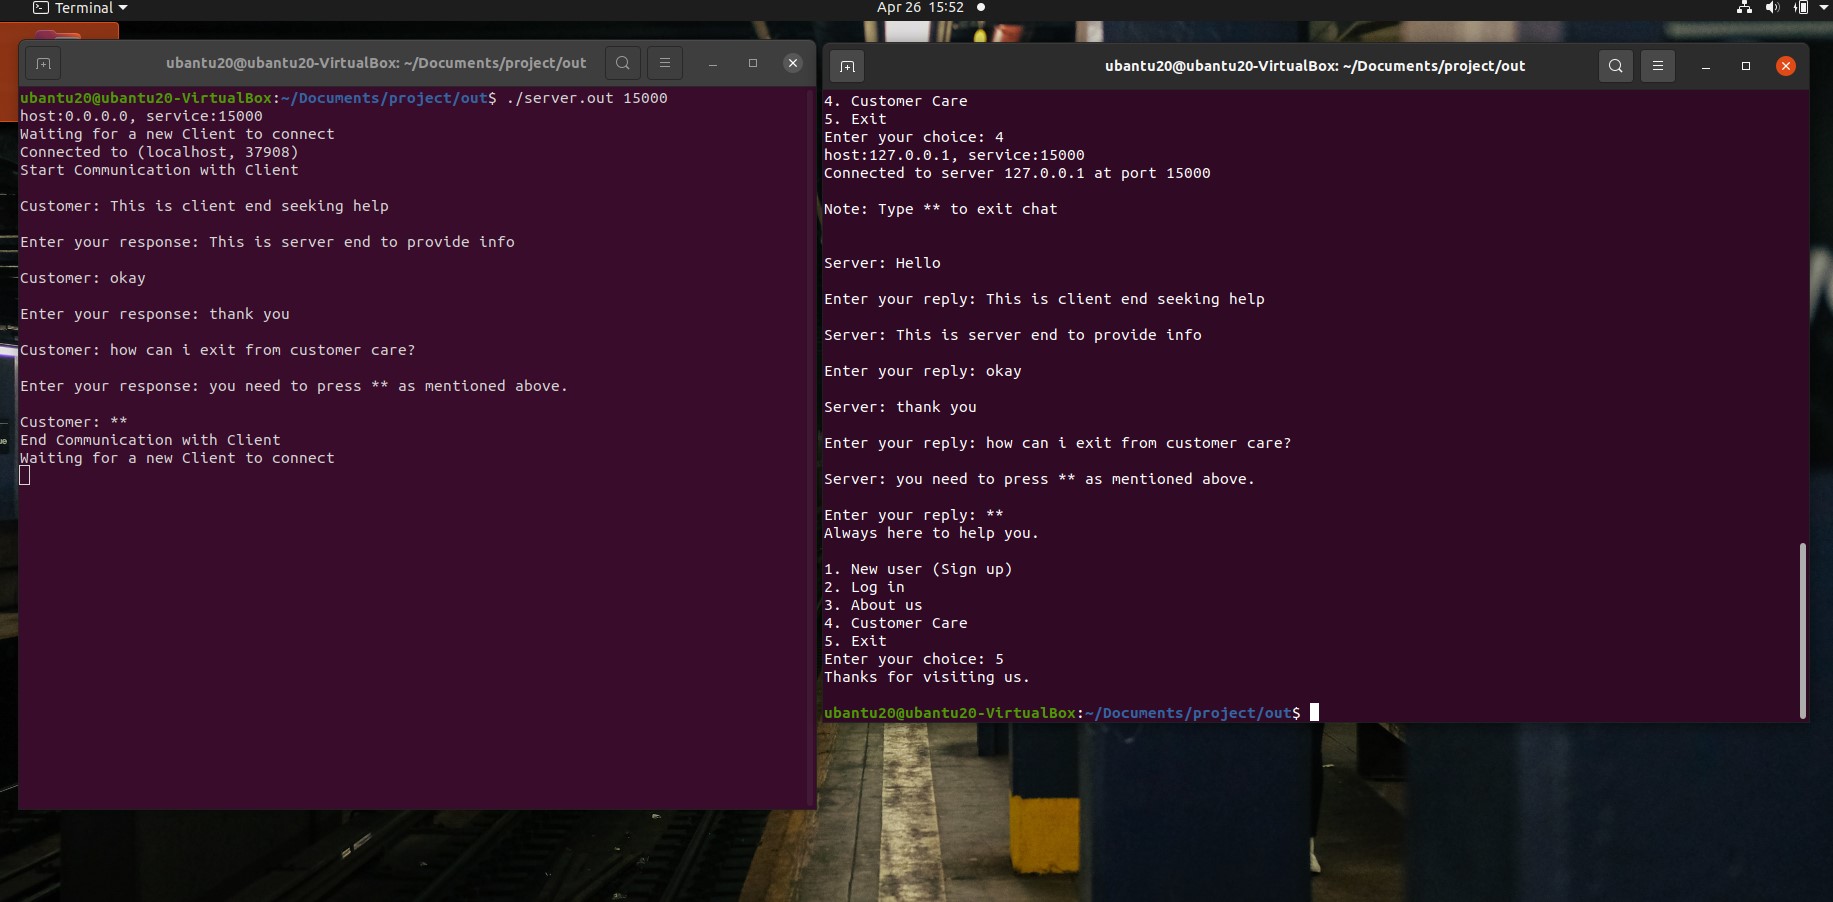 Terminal
Apr 26 15:52
ubantu20@ubantu20-VirtualBox: ~/Documents/project/out
ubantu20@ubantu20-VirtualBox:~/Documents/project/out$ ./server.out 15000
host:0.0.0.0, service:15000
Waiting for a new Client to connect
Connected to (localhost, 37908)
Start Communication with Client
Customer: This is client end seeking help
Enter your response: This is server end to provide info
Customer: okay
Enter your response: thank you
Customer: how can i exit from customer care?
Enter your response: you need to press ** as mentioned above.
Customer: **
End Communication with Client
Waiting for a new Client to connect
ubantu20@ubantu20-VirtualBox: ~/Documents/project/out
4. Customer Care
5. Exit
Enter your choice: 4
host:127.0.0.1, service:15000
Connected to server 127.0.0.1 at port 15000
Note: Type ** to exit chat
Server: Hello
Enter your reply: This is client end seeking help
Server: This is server end to provide info
Enter your reply: okay
Server: thank you
Enter your reply: how can i exit from customer care?
Server: you need to press ** as mentioned above.
Enter your reply: **
Always here to help you.
1. New user (Sign up)
2. Log in
3. About us
4. Customer Care
5. Exit
Enter your choice: 5
Thanks for visiting us.
ubantu20@ubantu20-VirtualBox:~/Documents/project/out$